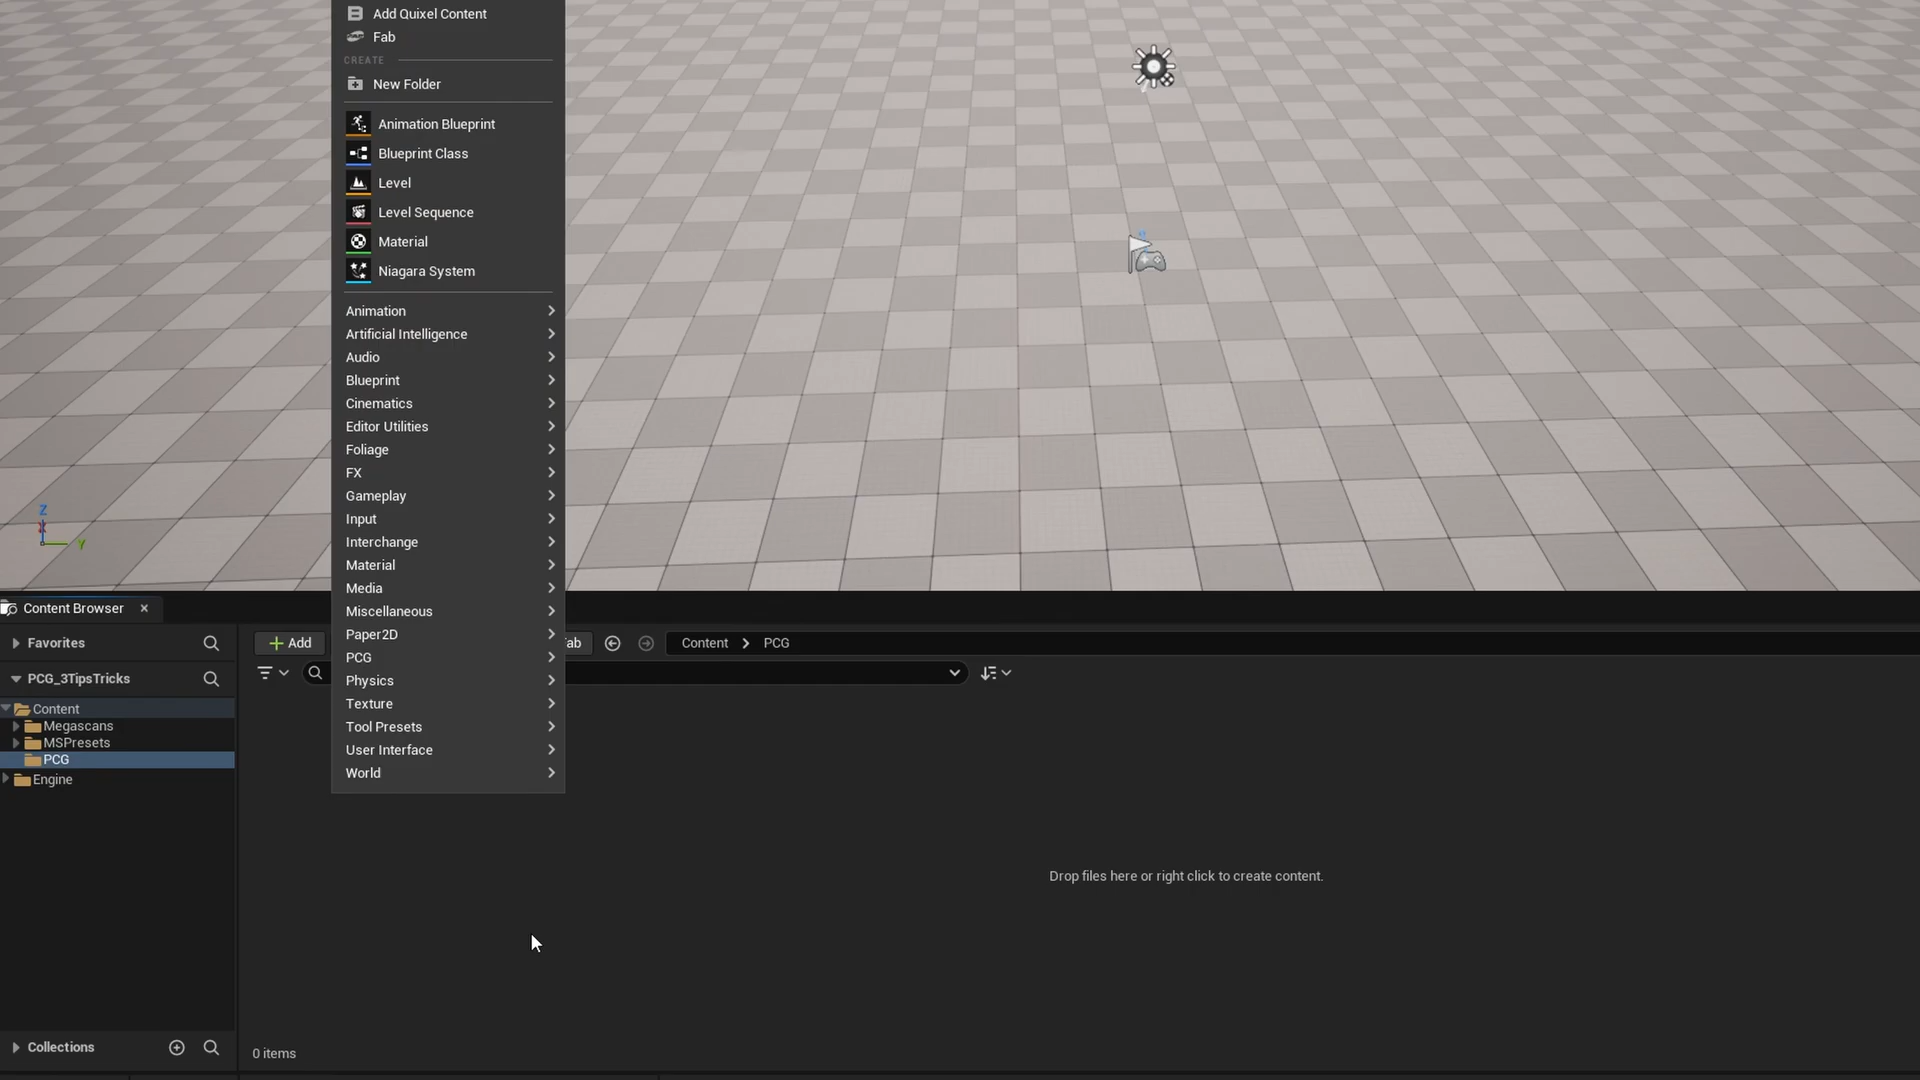 Add Quixel Content
Fab
CREATE
New Folder
Animation Blueprint
Blueprint Class
Level
Level Sequence
Material
Niagara System
Animation
Artificial Intelligence
Audio
Blueprint
Cinematics
Editor Utilities
Foliage
FX
Gameplay
Input
Interchange
Material
Media
Miscellaneous
Paper2D
PCG
Physics
Texture
Tool Presets
User Interface
World
Z
Y
Content Browser
Favorites
PCG_3TipsTricks
Content
Megascans
MSPresets
PCG
Engine
Collections
Add
Content > PCG
Drop files here or right click to create content.
0 items